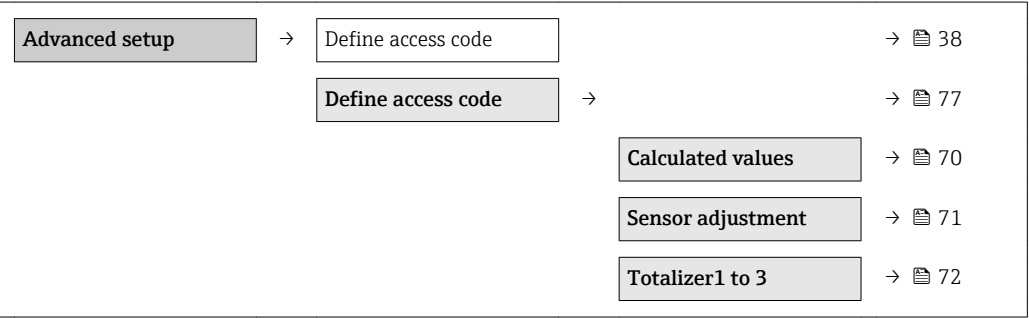 Advanced setup → Define access code → 38
Define access code → → 77
Calculated values → 70
Sensor adjustment → 71
Totalizer1 to 3 → 72